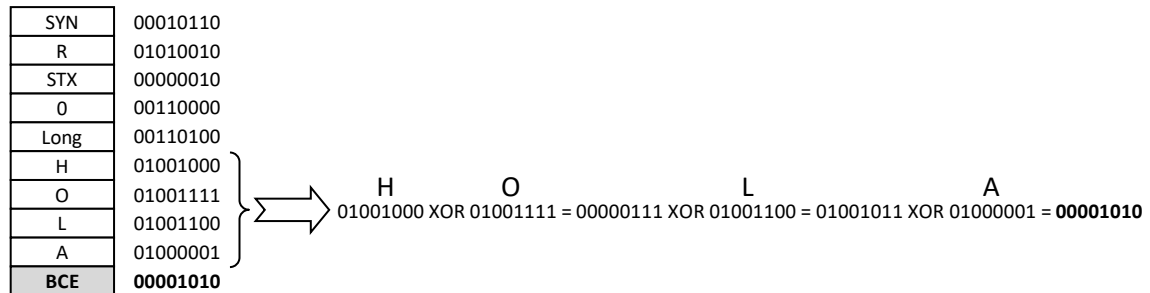 SYN 00010110
R 01010010
STX 00000010
0 00110000
Long 00110100
H 01001000
O 01001111
L 01001100
A 01000001
BCE 00001010
H O L A
01001000 XOR 01001111 = 00000111 XOR 01001100 = 01001011 XOR 01000001 = 00001010